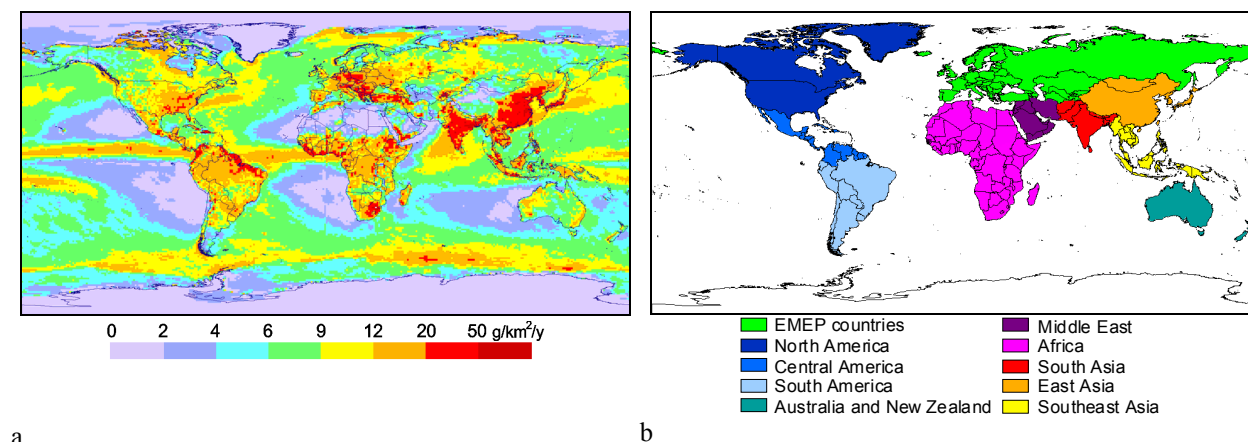 0 2 4 6 9 12 20 50 g/km²/y
EMEP countries
North America
Central America
South America
Australia and New Zealand
Middle East
Africa
South Asia
East Asia
Southeast Asia
a
b